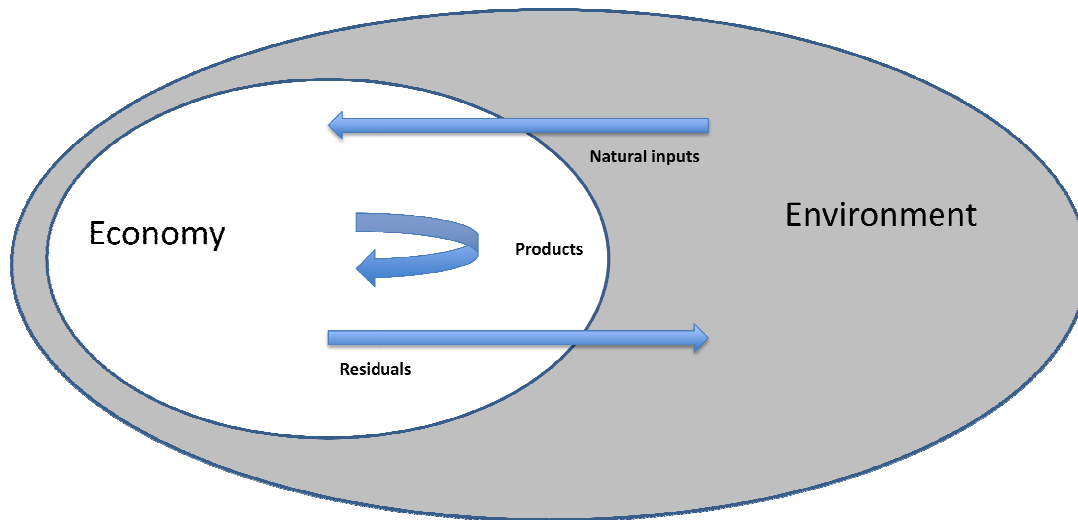 Natural inputs
Environment
Economy
Products
Residuals